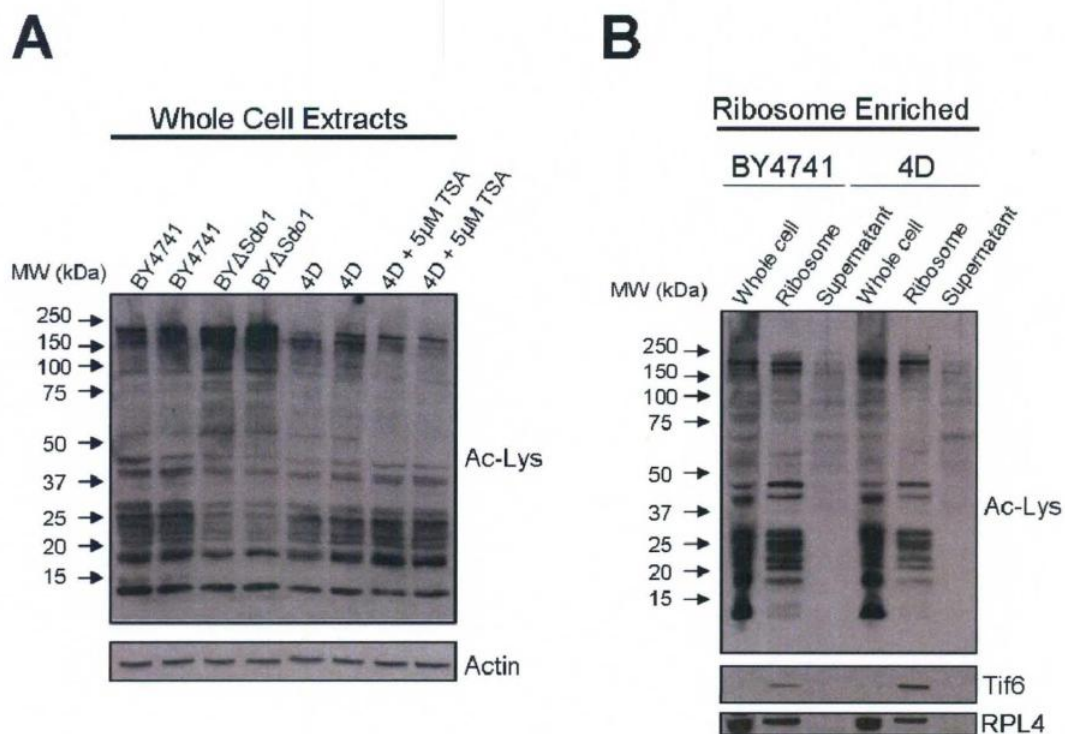 A
Whole Cell Extracts
BY4741
BY4741
BYΔSdo1
BYΔSdo1
4D
4D
4D + 5µM TSA
4D + 5µM TSA
MW (kDa)
250
150
100
75
50
37
25
20
15
Ac-Lys
Actin
B
Ribosome Enriched
BY4741 4D
Whole cell
Ribosome
Supernatant
Whole cell
Ribosome
Supernatant
MW (kDa)
250
150
100
75
50
37
25
20
15
Ac-Lys
Tif6
RPL4